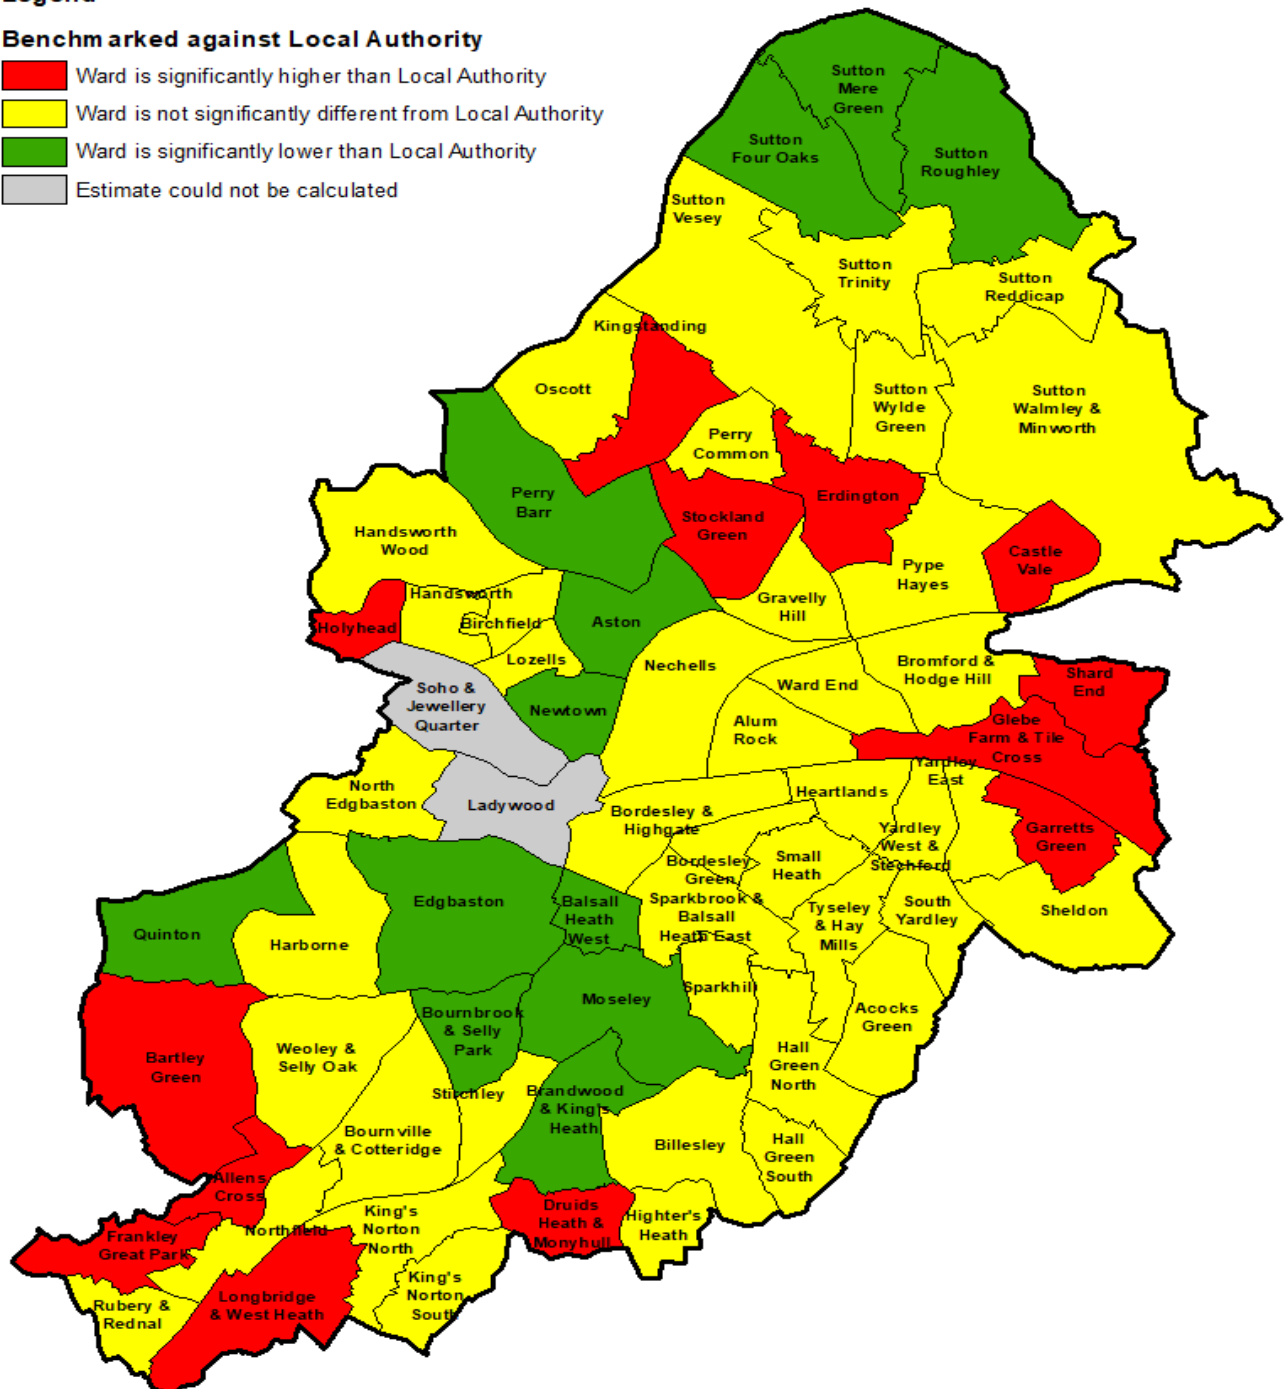 Legend
Benchmarked against Local Authority
Ward is significantly higher than Local Authority
Ward is not significantly different from Local Authority
Ward is significantly lower than Local Authority
Estimate could not be calculated
Sutton
Mere
Green
Sutton
Four Oaks
Sutton
Roughley
Sutton
Vesey
Sutton
Trinity
Sutton
Reddicap
Kingstanding
Oscott
Sutton
Wylde
Green
Sutton
Walmley &
Minworth
Perry
Common
Perry
Barr
Erdington
Stockland
Green
Handsworth
Wood
Castle
Vale
Pype
Hayes
Handsworth
Gravelly
Hill
Holyhead
Birchfield
Aston
Lozells
Nechells
Bromford &
Hodge Hill
Shard
End
Soho &
Jewellery
Quarter
Newtown
Ward End
Alum
Rock
Glebe
Farm & Tile
Cross
Yardley
East
North
Edgbaston
Ladywood
Heartlands
Bordesley &
Highgate
Yardley
West &
Stechford
Garretts
Green
Bordesley
Green
Small
Heath
Edgbaston
Balsall
Heath
West
Sparkbrook &
Balsall
Heath East
Tyseley
& Hay
Mills
South
Yardley
Sheldon
Quinton
Harborne
Sparkhill
Moseley
Acocks
Green
Bournbrook
& Selly
Park
Weoley &
Selly Oak
Bartley
Green
Hall
Green
North
Stirchley
Brandwood
& King's
Heath
Bournville
& Cotteridge
Billesley
Hall
Green
South
Allens
Cross
Druids
Heath &
Monyhull
Highter's
Heath
Northfield
King's
Norton
North
Frankley
Great Park
King's
Norton
South
Longbridge
& West Heath
Rubery &
Rednal